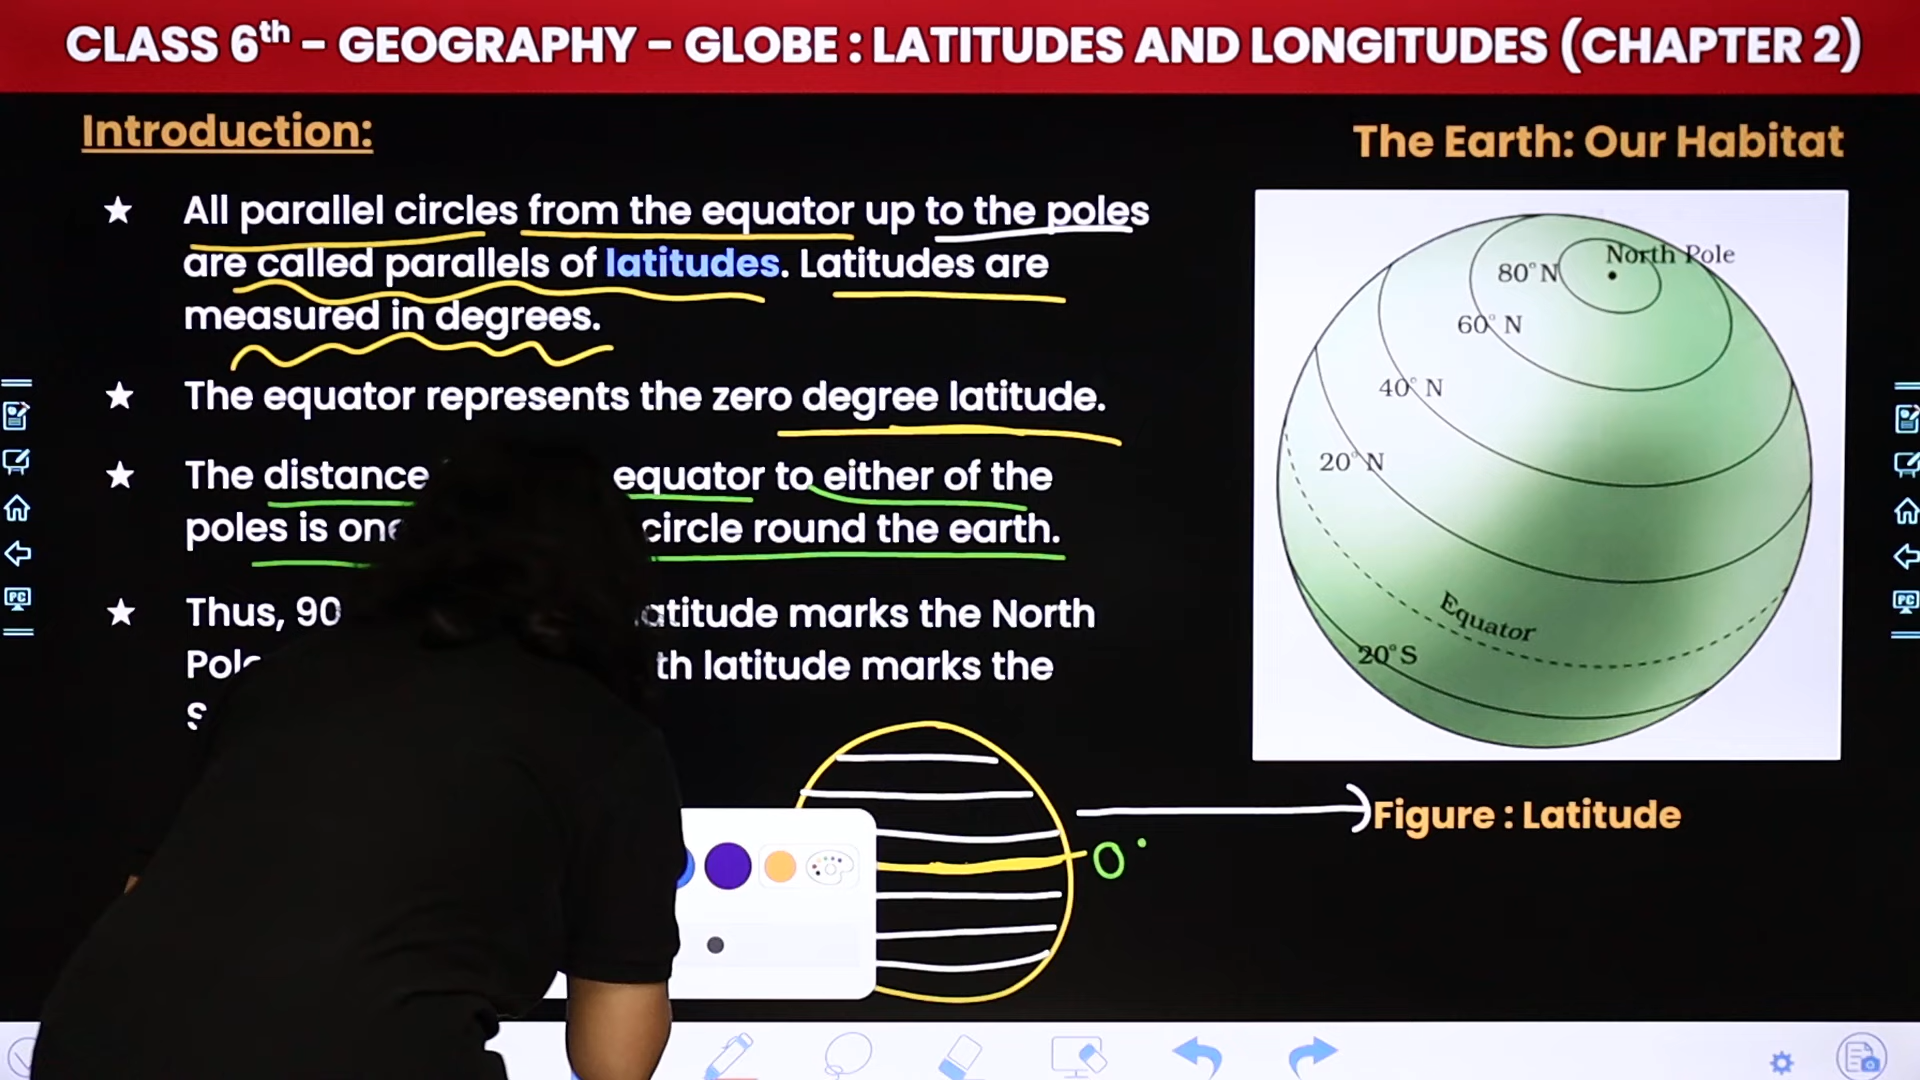 CLASS 6th - GEOGRAPHY - GLOBE : LATITUDES AND LONGITUDES (CHAPTER 2)
Introduction:
The Earth: Our Habitat
★ All parallel circles from the equator up to the poles
are called parallels of latitudes. Latitudes are
measured in degrees.
★ The equator represents the zero degree latitude.
★ The distance equator to either of the
poles is one circle round the earth.
★ Thus, 90 latitude marks the North
latitude marks the
North Pole
80° N
60° N
40° N
20° N
Equator
20° S
0°
Figure : Latitude
PC
PC